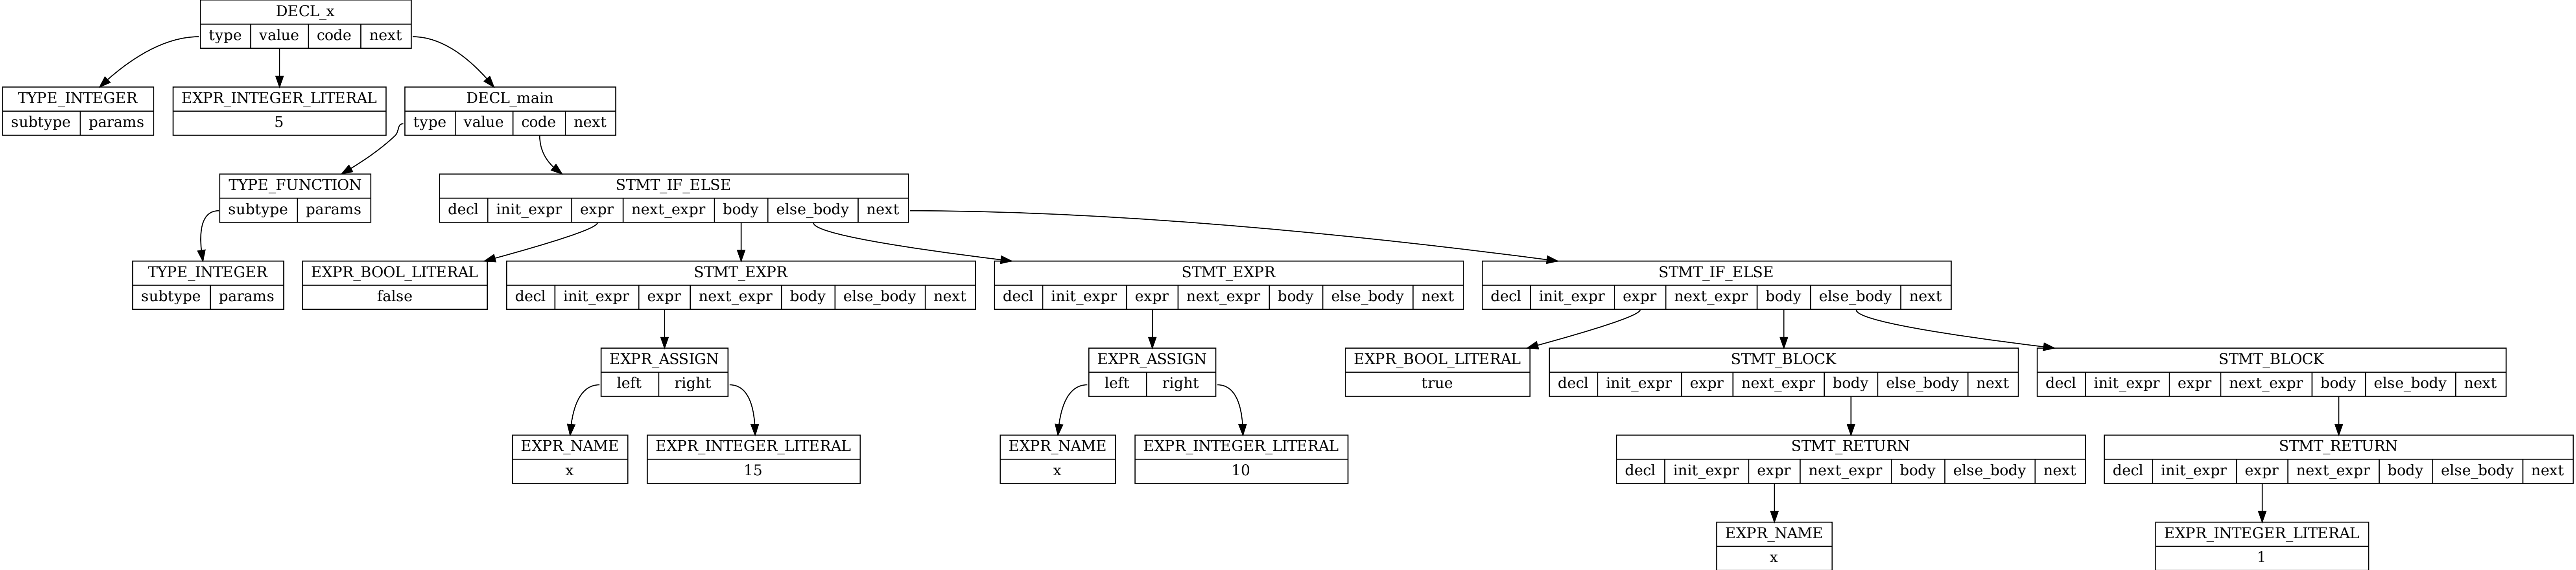 DECL_x
type value code next
TYPE_INTEGER
subtype params
EXPR_INTEGER_LITERAL
5
DECL_main
type value code next
TYPE_FUNCTION
subtype params
STMT_IF_ELSE
decl init_expr expr next_expr body else_body next
TYPE_INTEGER
subtype params
EXPR_BOOL_LITERAL
false
STMT_EXPR
decl init_expr expr next_expr body else_body next
STMT_EXPR
decl init_expr expr next_expr body else_body next
STMT_IF_ELSE
decl init_expr expr next_expr body else_body next
EXPR_ASSIGN
left right
EXPR_ASSIGN
left right
EXPR_BOOL_LITERAL
true
STMT_BLOCK
decl init_expr expr next_expr body else_body next
STMT_BLOCK
decl init_expr expr next_expr body else_body next
EXPR_NAME
x
EXPR_INTEGER_LITERAL
15
EXPR_NAME
x
EXPR_INTEGER_LITERAL
10
STMT_RETURN
decl init_expr expr next_expr body else_body next
STMT_RETURN
decl init_expr expr next_expr body else_body next
EXPR_NAME
x
EXPR_INTEGER_LITERAL
1